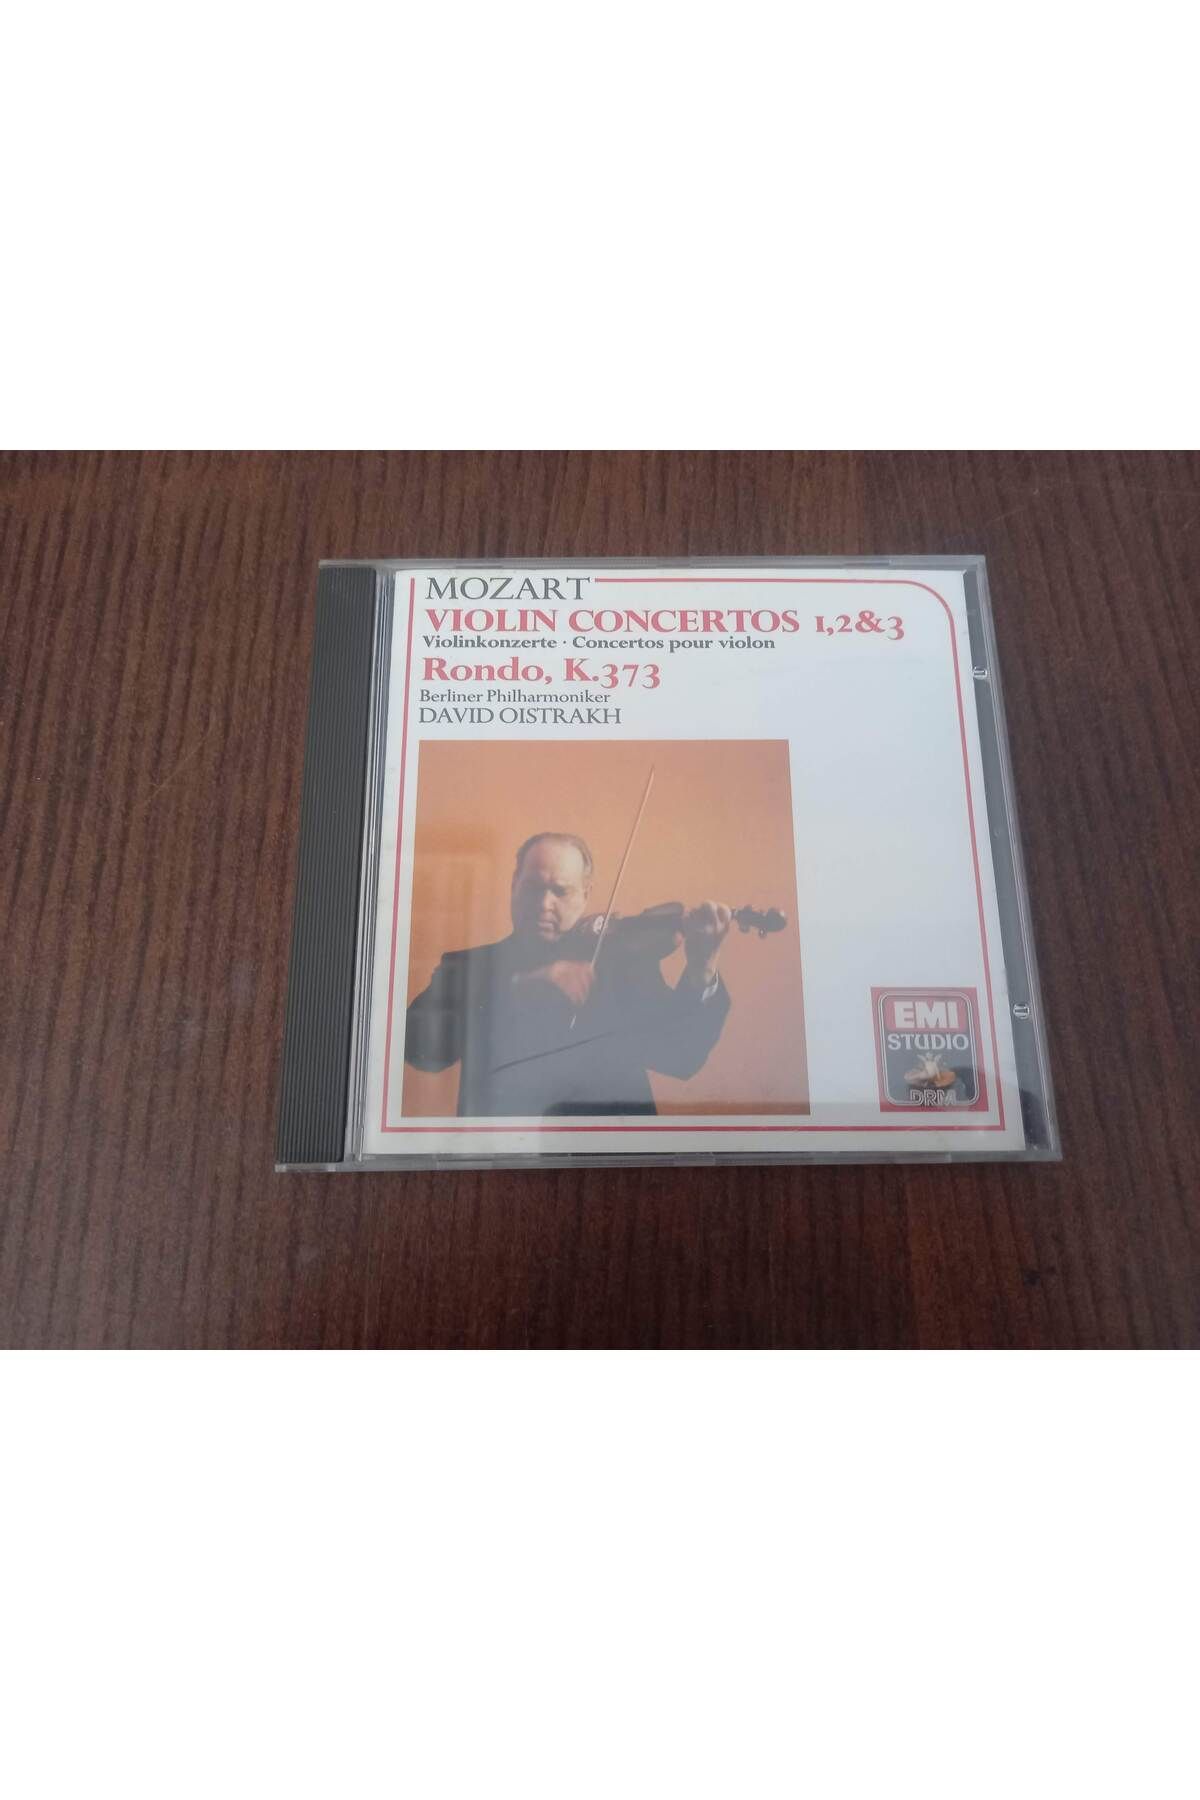 MOZART
VIOLIN CONCERTOS 1,2&3
Violinkonzerte · Concertos pour violon
Rondo, K.373
Berliner Philharmoniker
DAVID OISTRAKH
EMI
STUDIO
DRM